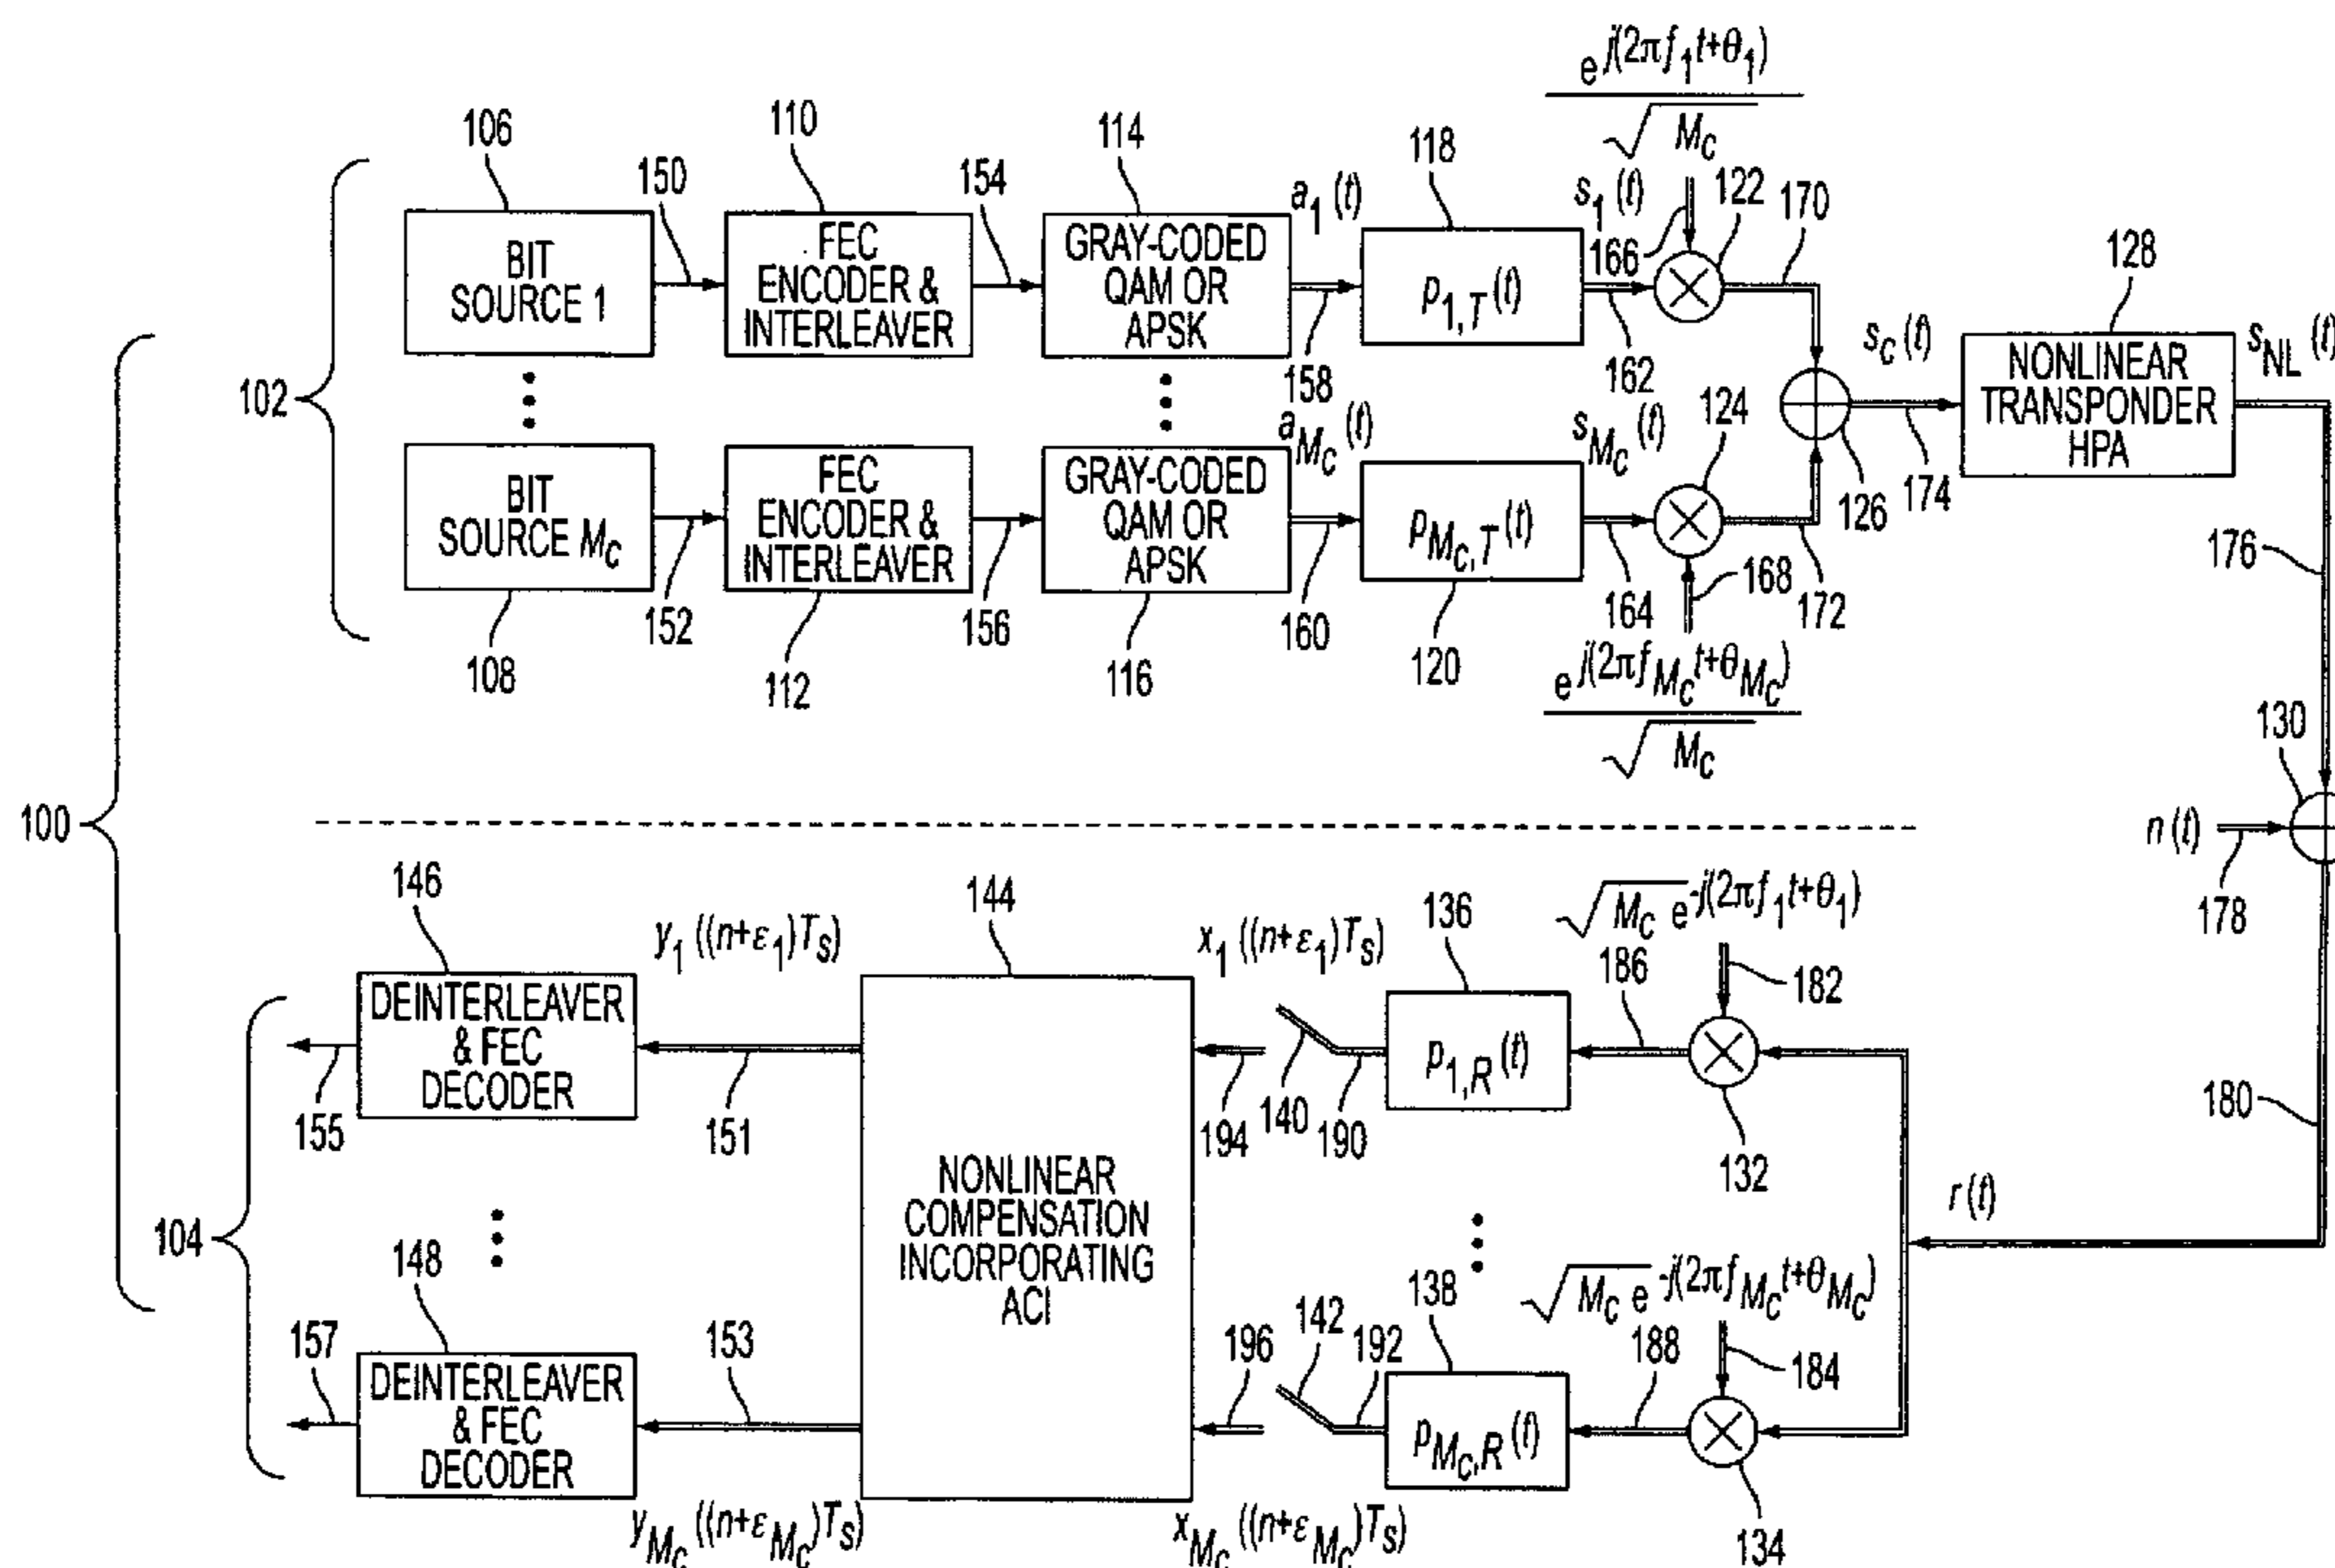 e^{j(2πf_1t+θ_1)}
√M_c
106
110
114
118
122
170
150
154
a_1(t)
s_1(t)
166
128
BIT
SOURCE 1
FEC
ENCODER &
INTERLEAVER
GRAY-CODED
QAM OR
APSK
p_{1,T}(t)
158
162
s_c(t)
NONLINEAR
TRANSPONDER
HPA
s_{NL}(t)
102
a_{M_c}(t)
s_{M_c}(t)
124
126
174
BIT
SOURCE M_c
FEC
ENCODER &
INTERLEAVER
GRAY-CODED
QAM OR
APSK
p_{M_c,T}(t)
152
156
160
164
168
172
176
108
112
116
120
e^{j(2πf_{M_c}t+θ_{M_c})}
√M_c
130
100
n(t)
178
146
144
136
√M_c e^{-j(2πf_1t+θ_1)}
y_1((n+ε_1)T_s)
x_1((n+ε_1)T_s)
186
182
DEINTERLEAVER
& FEC
DECODER
p_{1,R}(t)
155
151
194
140
190
132
180
NONLINEAR
COMPENSATION
INCORPORATING
ACI
r(t)
104
148
138
√M_c e^{-j(2πf_{M_c}t+θ_{M_c})}
157
153
196
142
192
188
184
DEINTERLEAVER
& FEC
DECODER
p_{M_c,R}(t)
y_{M_c}((n+ε_{M_c})T_s)
x_{M_c}((n+ε_{M_c})T_s)
134